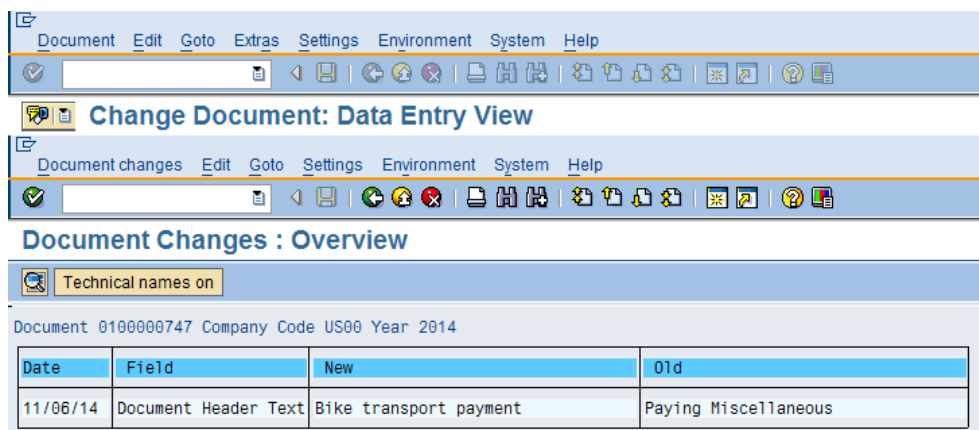 Document Edit Goto Extras Settings Environment System Help
Change Document: Data Entry View
Document changes Edit Goto Settings Environment System Help
Document Changes : Overview
Technical names on
Document 0100000747 Company Code US00 Year 2014
Date Field New Old
11/06/14 Document Header Text Bike transport payment Paying Miscellaneous